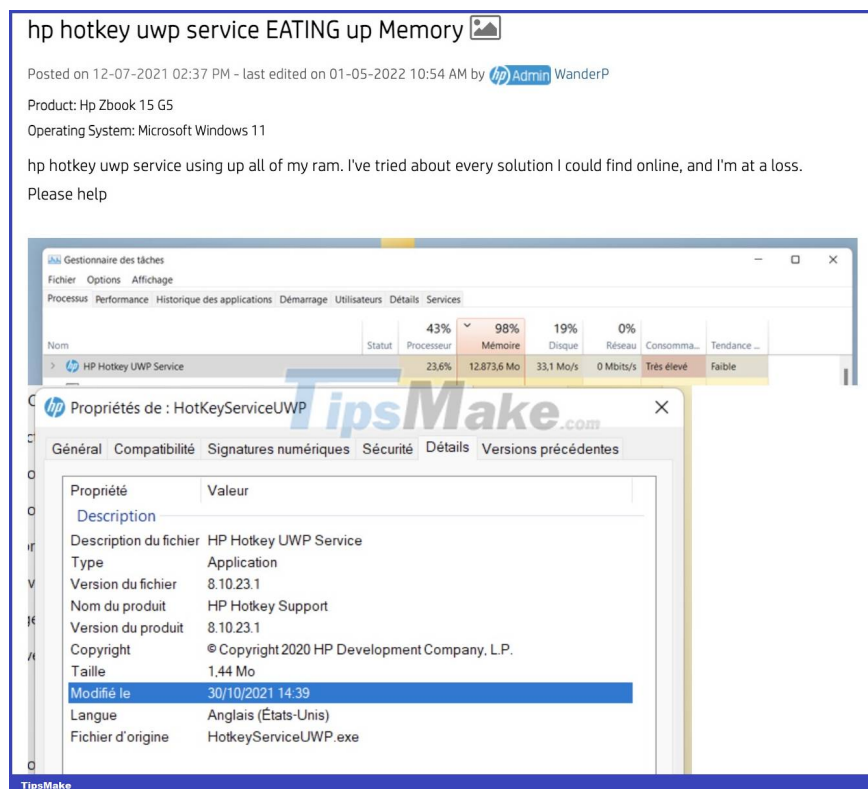 hp hotkey uwp service EATING up Memory
Posted on 12-07-2021 02:37 PM - last edited on 01-05-2022 10:54 AM by hp Admin WanderP
Product: Hp Zbook 15 G5
Operating System: Microsoft Windows 11
hp hotkey uwp service using up all of my ram. I've tried about every solution I could find online, and I'm at a loss.
Please help
Gestionnaire des tâches
Fichier Options Affichage
Processus Performance Historique des applications Démarrage Utilisateurs Détails Services
43% 98% 19% 0%
Nom Statut Processeur Mémoire Disque Réseau Consomma... Tendance ...
HP Hotkey UWP Service 23,6% 12.873,6 Mo 33,1 Mo/s 0 Mbits/s Très élevé Faible
TipsMake.com
Propriétés de : HotKeyServiceUWP
Général Compatibilité Signatures numériques Sécurité Détails Versions précédentes
Propriété Valeur
Description
Description du fichier HP Hotkey UWP Service
Type Application
Version du fichier 8.10.23.1
Nom du produit HP Hotkey Support
Version du produit 8.10.23.1
Copyright © Copyright 2020 HP Development Company, L.P.
Taille 1,44 Mo
Modifié le 30/10/2021 14:39
Langue Anglais (États-Unis)
Fichier d'origine HotkeyServiceUWP.exe
TipsMake